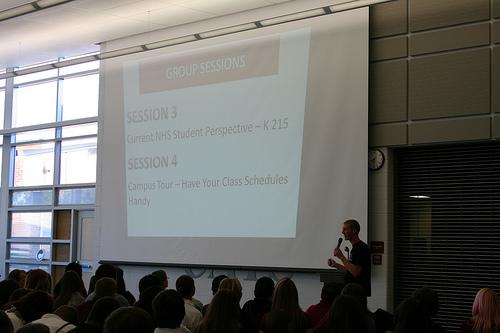 GROUP SESSIONS
SESSION 3
Current NHS Student Perspective – K 215
SESSION 4
Campus Tour – Have Your Class Schedules
Handy